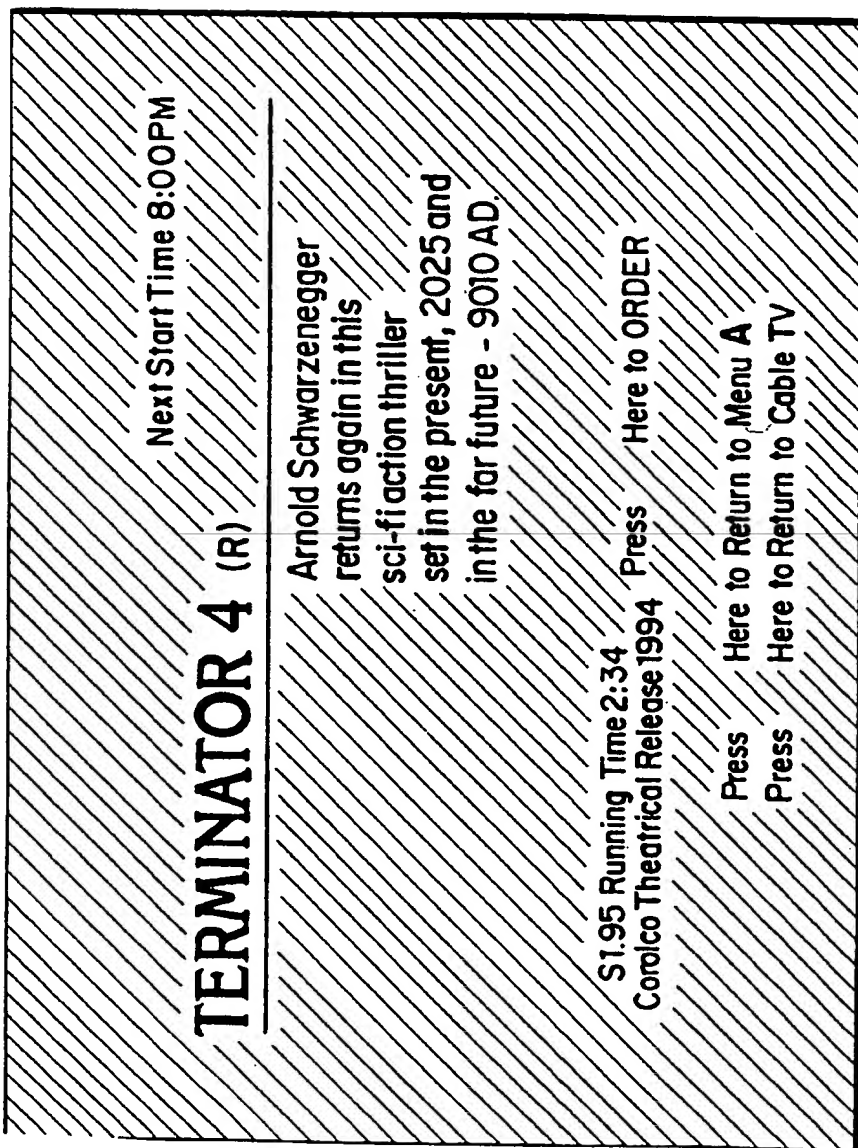 Next Start Time 8:00PM
TERMINATOR 4 (R)
Arnold Schwarzenegger
returns again in this
sci-fi action thriller
set in the present, 2025 and
in the far future - 9010 AD.
$1.95 Running Time 2:34
Corolco Theatrical Release 1994
Press Here to ORDER
Press Here to Return to Menu A
Press Here to Return to Cable TV